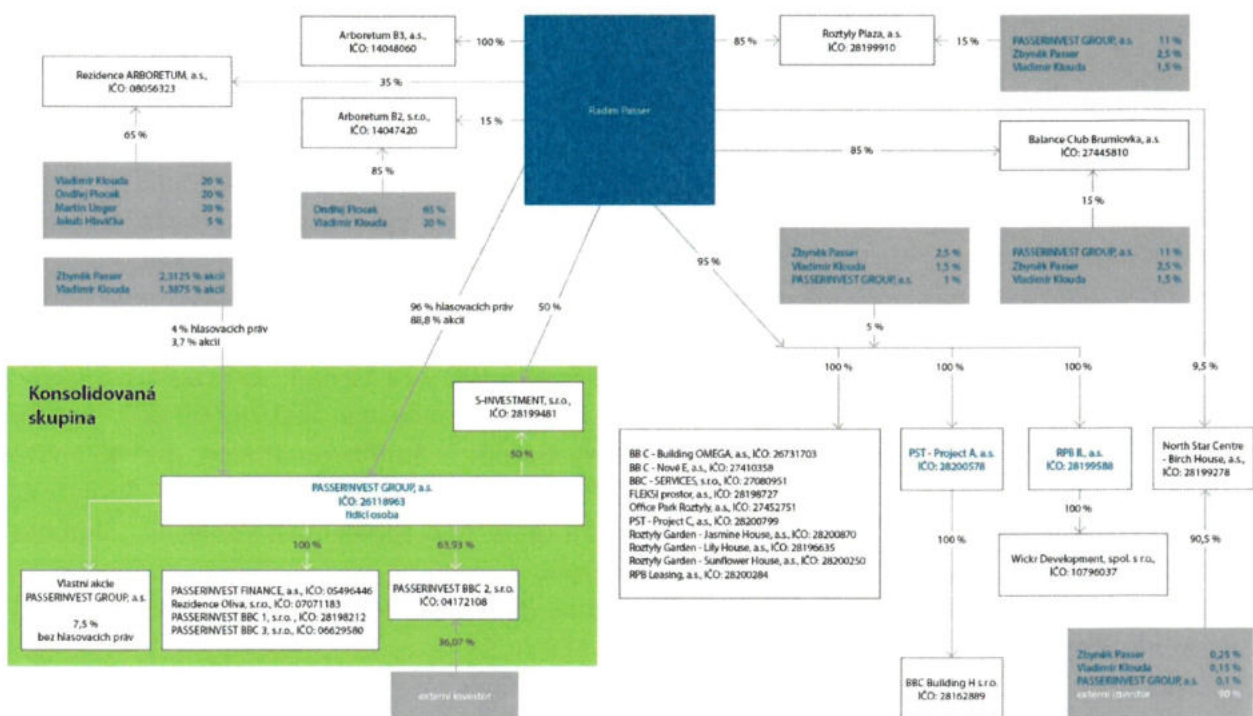 Arboretum B3, a.s.,
IČO: 14048060
100 %
Radim Passer
85 %
Roztyly Plaza, a.s.
IČO: 28199910
15 %
PASSERINVEST GROUP, a.s. 11 %
Zbyněk Passer 2,5 %
Vladimír Klouda 1,5 %
Rezidence ARBORETUM, a.s.,
IČO: 08056323
35 %
65 %
Arboretum B2, s.r.o.,
IČO: 14047420
15 %
85 %
Balance Club Brumlovka, a.s.
IČO: 27445810
85 %
15 %
Vladimír Klouda 20 %
Ondřej Plocek 20 %
Martin Unger 20 %
Jakub Hlavička 5 %
Ondřej Plocek 65 %
Vladimír Klouda 20 %
Zbyněk Passer 2,5 %
Vladimír Klouda 1,5 %
PASSERINVEST GROUP, a.s. 1 %
PASSERINVEST GROUP, a.s. 11 %
Zbyněk Passer 2,5 %
Vladimír Klouda 1,5 %
Zbyněk Passer 2,3125 % akcií
Vladimír Klouda 1,3875 % akcií
4 % hlasovacích práv
3,7 % akcií
96 % hlasovacích práv
88,8 % akcií
50 %
95 %
5 %
100 %
100 %
100 %
9,5 %
Konsolidovaná
skupina
S-INVESTMENT, s.r.o.,
IČO: 28199481
50 %
PASSERINVEST GROUP, a.s.
IČO: 26118963
řídící osoba
100 %
63,93 %
Vlastní akcie
PASSERINVEST GROUP, a.s.
7,5 %
bez hlasovacích práv
PASSERINVEST FINANCE, a.s., IČO: 05496446
Rezidence Oliva, s.r.o., IČO: 07071183
PASSERINVEST BBC 1, s.r.o. , IČO: 28198212
PASSERINVEST BBC 3, s.r.o., IČO: 06629580
PASSERINVEST BBC 2, s.r.o.
IČO: 04172108
36,07 %
externí investor
BB C - Building OMEGA, a.s., IČO: 26731703
BB C - Nové E, a.s., IČO: 27410358
BBC - SERVICES, s.r.o., IČO: 27080951
FLEKSI prostor, a.s., IČO: 28198727
Office Park Roztyly, a.s., IČO: 27452751
PST - Project C, a.s., IČO: 28200799
Roztyly Garden - Jasmine House, a.s., IČO: 28200870
Roztyly Garden - Lily House, a.s., IČO: 28196635
Roztyly Garden - Sunflower House, a.s., IČO: 28200250
RPB Leasing, a.s., IČO: 28200284
PST - Project A, a.s.,
IČO: 28200578
100 %
BBC Building H s.r.o.
IČO: 28162889
RPB II., a.s.,
IČO: 28199588
100 %
Wickr Development, spol. s r.o.,
IČO: 10796037
North Star Centre
- Birch House, a.s.,
IČO: 28199278
90,5 %
Zbyněk Passer 0,25 %
Vladimír Klouda 0,15 %
PASSERINVEST GROUP, a.s. 0,1 %
externí investor 90 %